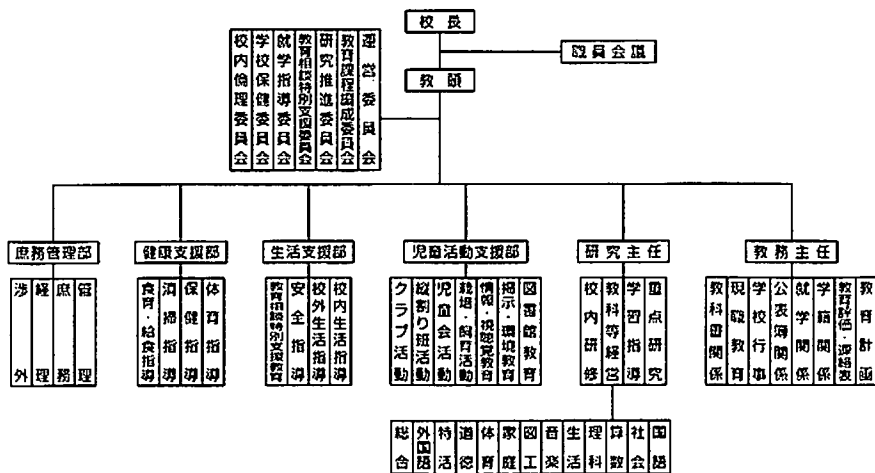 校長
職員会議
教頭
運営委員会
教育課程編成委員会
研究推進委員会
教育相談特別支援委員会
就学指導委員会
学校保健委員会
校内倫理委員会
庶務管理部
健康支援部
生活支援部
児童活動支援部
研究主任
教務主任
管理
庶務
経理
渉外
体育指導
保健指導
清掃指導
食育・給食指導
校内生活指導
校外生活指導
安全指導
教育相談特別支援教育
図書館教育
掲示・環境教育
情報・視聴覚教育
栽培・飼育活動
児童会活動
縦割り班活動
クラブ活動
重点研究
学習指導
教科等経営
校内研修
教育計画
教育評価・連絡表
学籍関係
就学関係
公表簿関係
学校行事
現職教育
教科書関係
国語
社会
算数
理科
生活
音楽
図工
家庭
体育
道徳
特活
外国語
総合